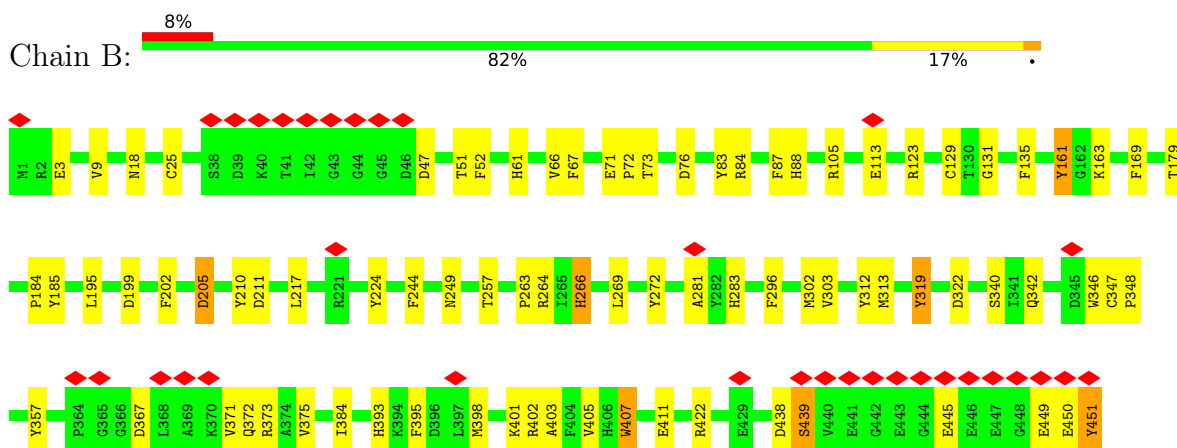 8%
Chain B:
82% 17% •
M1 R2 E3 V9 N18 C25 S38 D39 K40 T41 I42 G43 G44 G45 D46 D47 T51 F52 H61 V66 F67 E71 P72 T73 D76 Y83 R84 F87 H88 R105 E113 R123 C129 T130 G131 F135 Y161 G162 K163 F169 T179
P184 Y185 L195 D199 F202 D205 Y210 D211 L217 R221 Y224 F244 N249 T257 P263 R264 I265 H266 L269 Y272 A281 Y282 H283 F296 M302 V303 Y312 M313 Y319 D322 S340 I341 Q342 D345 W346 C347 P348
Y357 P364 G365 G366 D367 L368 A369 K370 V371 Q372 R373 A374 V375 I384 H393 K394 F395 D396 L397 M398 K401 R402 A403 F404 V405 H406 W407 E411 R422 E429 D438 S439 V440 E441 G442 E443 G444 E445 E446 E447 G448 E449 E450 Y451